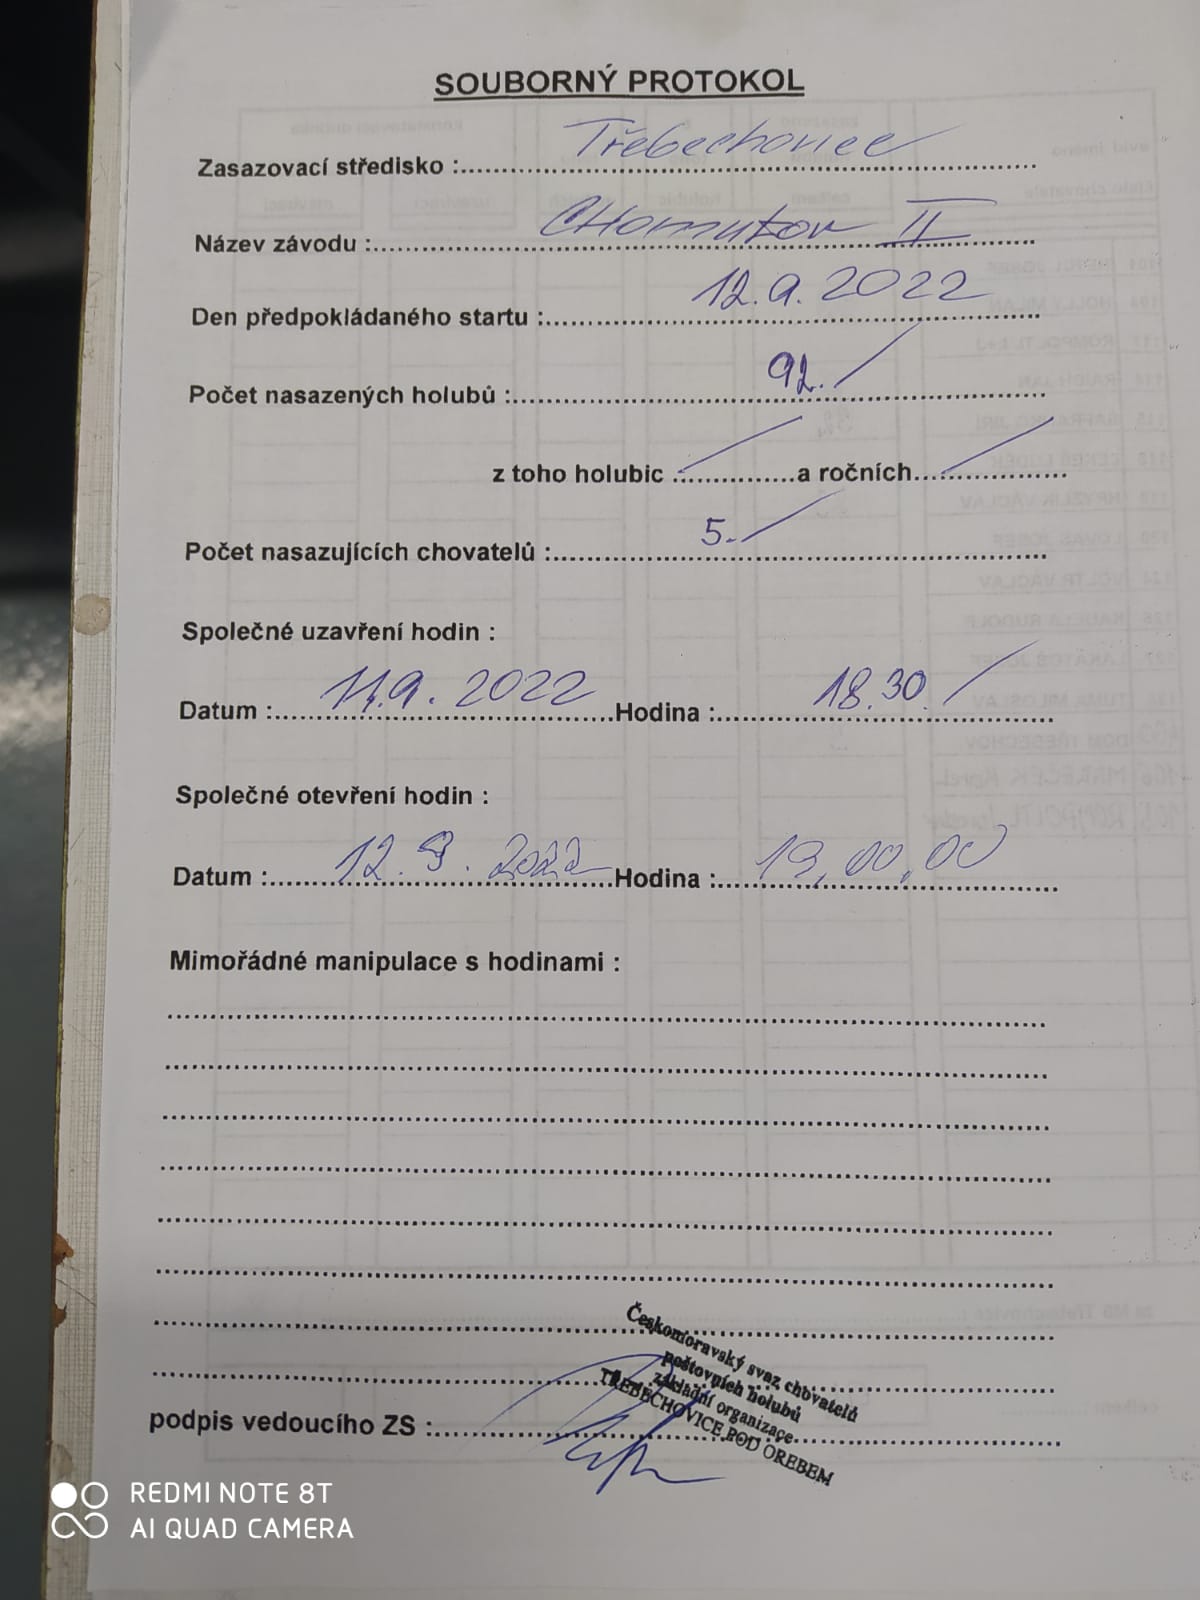 SOUBORNÝ PROTOKOL
Zasazovací středisko : Třebechovice
Název závodu : CHomutov II
Den předpokládaného startu : 12.9.2022
Počet nasazených holubů : 92.
z toho holubic : a ročních
Počet nasazujících chovatelů : 5.
Společné uzavření hodin :
Datum : 11.9.2022 Hodina : 18.30
Společné otevření hodin :
Datum : 12.9.2022 Hodina : 19,00,00
Mimořádné manipulace s hodinami :
Českomoravský svaz chovatelů
poštovních holubů
základní organizace
TŘEBECHOVICE POD OREBEM
podpis vedoucího ZS :
REDMI NOTE 8T
AI QUAD CAMERA